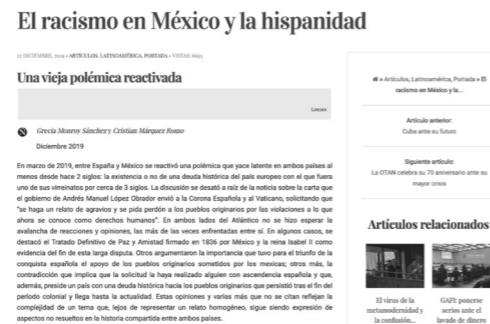 El racismo en México y la hispanidad
22 DICIEMBRE, 2019 • ARTÍCULOS, LATINOAMÉRICA, PORTADA • VISTAS:
Una vieja polémica reactivada
Grecia Monroy Sánchez y Cristian Márquez Romo
Diciembre 2019
En marzo de 2019, entre España y México se reactivó una polémica que yace latente en ambos países al
menos desde hace 2 siglos: la existencia o no de una deuda histórica del país europeo con el que fuera
uno de sus virreinatos por cerca de 3 siglos. La discusión se desató a raíz de la noticia sobre la carta que
el gobierno de Andrés Manuel López Obrador envió a la Corona Española y al Vaticano, solicitando que
"se haga un relato de agravios y se pida perdón a los pueblos originarios por las violaciones a lo que
ahora se conoce como derechos humanos". En ambos lados del Atlántico no se hizo esperar la
avalancha de reacciones y opiniones, las más de las veces enfrentadas entre sí. En algunos casos, se
destacó el Tratado Definitivo de Paz y Amistad firmado en 1836 por México y la reina Isabel II como
evidencia del fin de esta larga disputa. Otros argumentaron la importancia que tuvo para el triunfo de la
conquista española el apoyo de los pueblos originarios sometidos por los mexicas; otros más, la
contradicción que implica que la solicitud la haya realizado alguien con ascendencia española y que,
además, preside un país con una deuda histórica hacia los pueblos originarios que persistió tras el fin del
periodo colonial y llega hasta la actualidad. Estas opiniones y varias más que no se citan reflejan la
complejidad de un tema que, lejos de representar un relato homogéneo, sigue siendo expresión de
aspectos no resueltos en la historia compartida entre ambos países.
» Artículos, Latinoamérica, Portada » El
racismo en México y la...
Artículo anterior:
Cuba ante su futuro
Siguiente artículo:
La OTAN celebra su 70 aniversario ante su
mayor crisis
Artículos relacionados
El virus de la
metamodernidad y
la confusión...
GAFI: ponerse
serios ante el
lavado de dinero